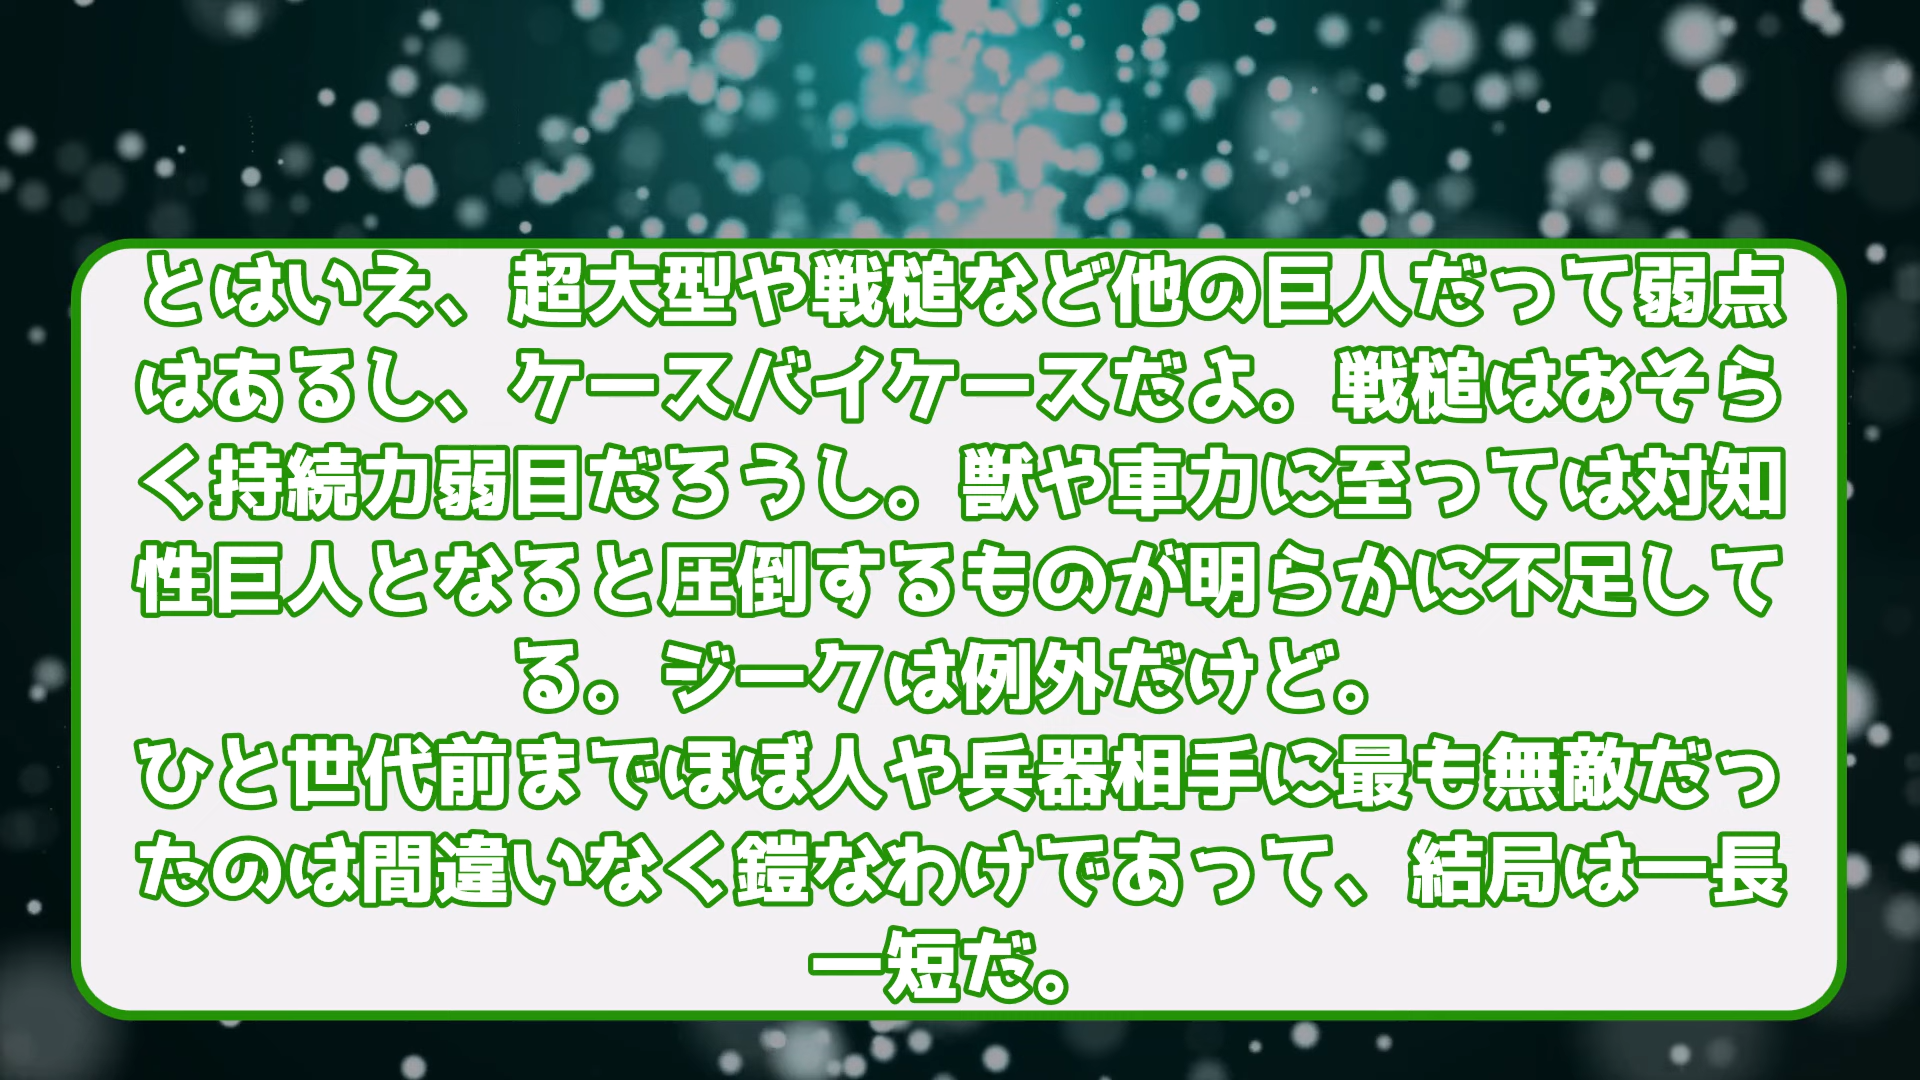 とはいえ、超大型や戦槌など他の巨人だって弱点
はあるし、ケースバイケースだよ。戦槌はおそら
く持続力弱目だろうし。獣や車力に至っては対知
性巨人となると圧倒するものが明らかに不足して
る。ジークは例外だけど。
ひと世代前までほぼ人や兵器相手に最も無敵だっ
たのは間違いなく鎧なわけであって、結局は一長
一短だ。